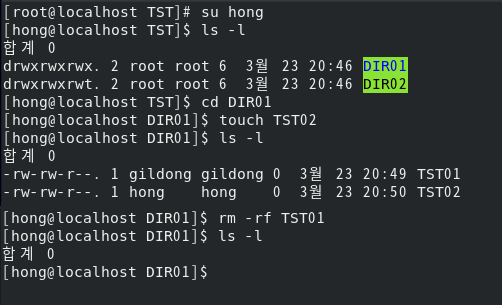 [root@localhost TST]# su hong
[hong@localhost TST]$ ls -l
합계 0
drwxrwxrwx. 2 root root 6  3월 23 20:46 DIR01
drwxrwxrwt. 2 root root 6  3월 23 20:46 DIR02
[hong@localhost TST]$ cd DIR01
[hong@localhost DIR01]$ touch TST02
[hong@localhost DIR01]$ ls -l
합계 0
-rw-rw-r--. 1 gildong gildong 0  3월 23 20:49 TST01
-rw-rw-r--. 1 hong    hong    0  3월 23 20:50 TST02
[hong@localhost DIR01]$ rm -rf TST01
[hong@localhost DIR01]$ ls -l
합계 0
[hong@localhost DIR01]$